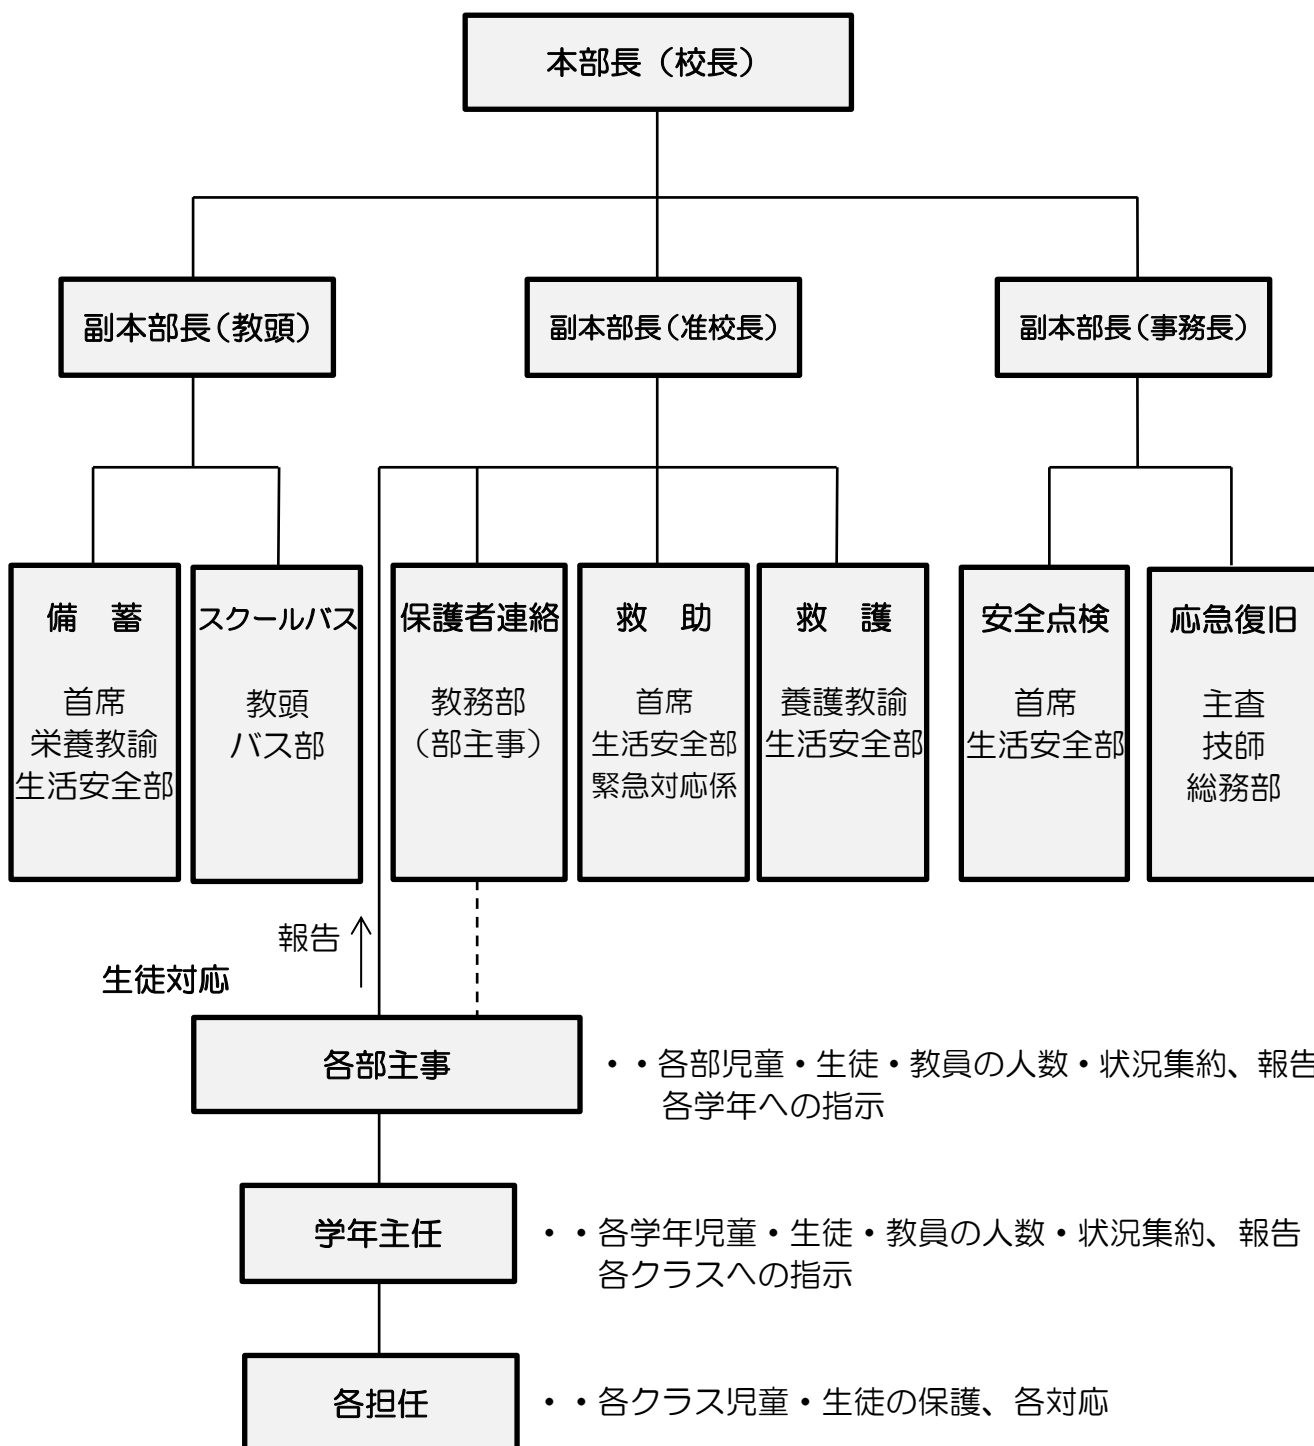 本部長（校長）
副本部長（教頭）
副本部長（准校長）
副本部長（事務長）
備　蓄
首席
栄養教諭
生活安全部
スクールバス
教頭
バス部
保護者連絡
教務部
（部主事）
救　助
首席
生活安全部
緊急対応係
救　護
養護教諭
生活安全部
安全点検
首席
生活安全部
応急復旧
主査
技師
総務部
報告
生徒対応
各部主事
・・各部児童・生徒・教員の人数・状況集約、報告
各学年への指示
学年主任
・・各学年児童・生徒・教員の人数・状況集約、報告
各クラスへの指示
各担任
・・各クラス児童・生徒の保護、各対応